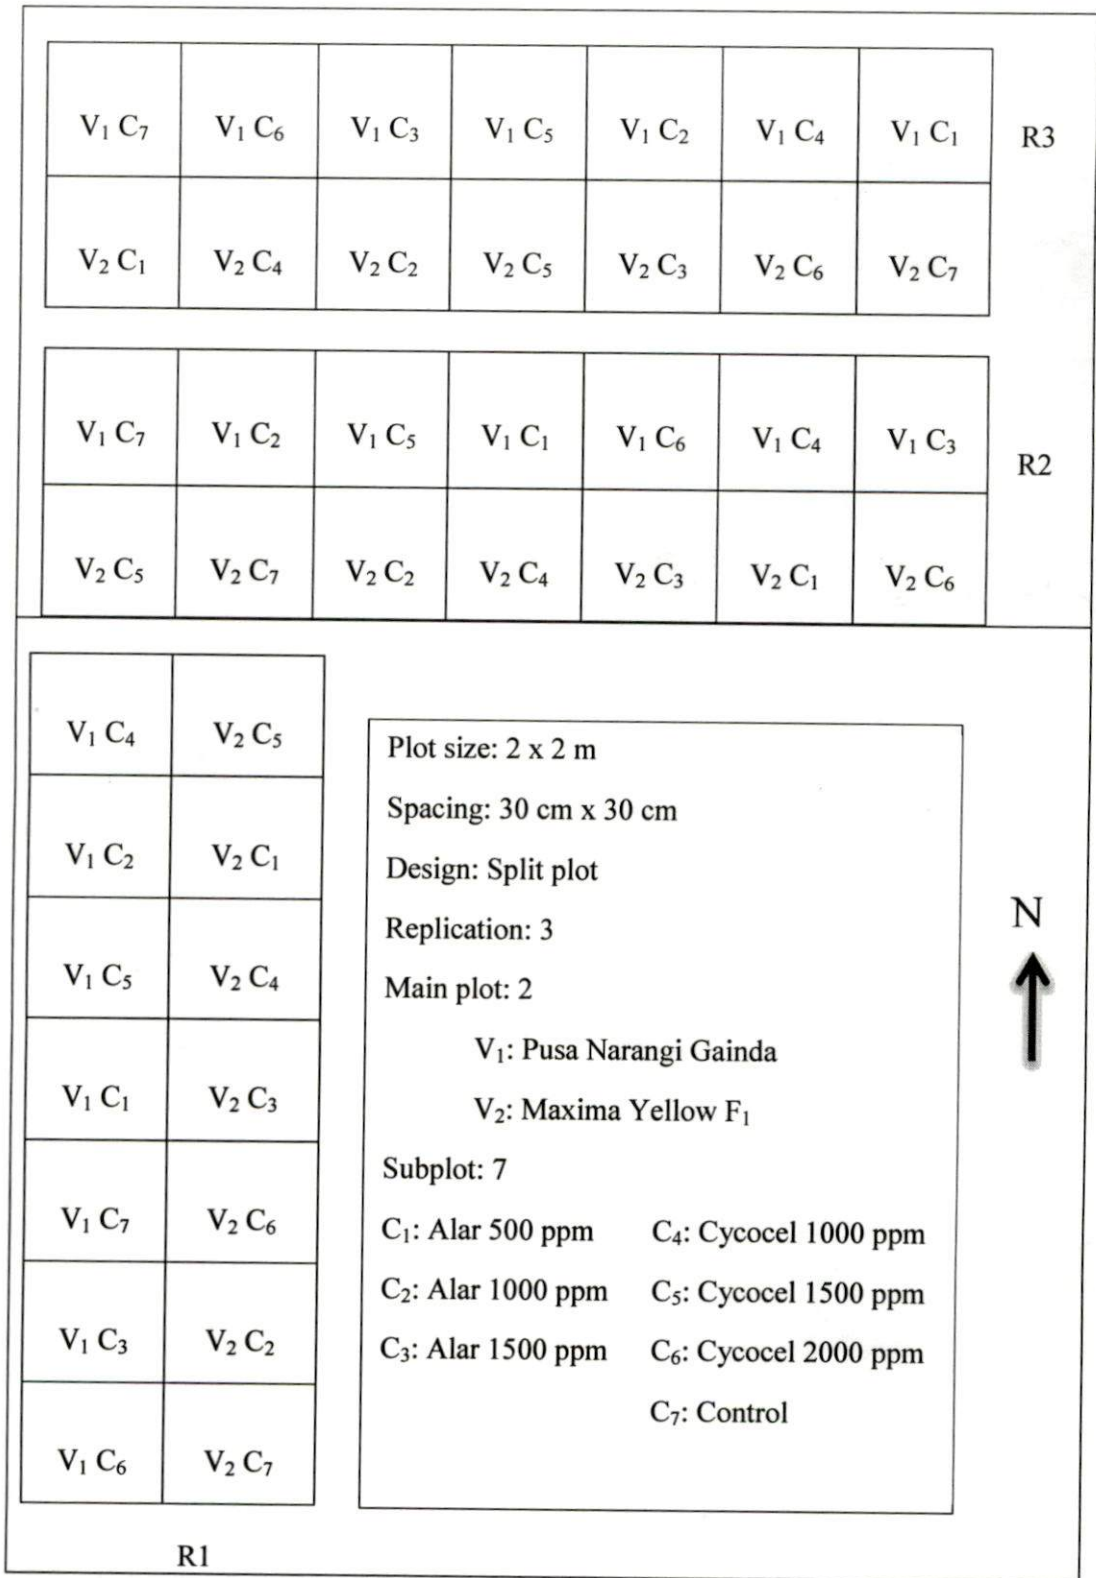 V₁ C₇ V₁ C₆ V₁ C₃ V₁ C₅ V₁ C₂ V₁ C₄ V₁ C₁ R3
V₂ C₁ V₂ C₄ V₂ C₂ V₂ C₅ V₂ C₃ V₂ C₆ V₂ C₇
V₁ C₇ V₁ C₂ V₁ C₅ V₁ C₁ V₁ C₆ V₁ C₄ V₁ C₃ R2
V₂ C₅ V₂ C₇ V₂ C₂ V₂ C₄ V₂ C₃ V₂ C₁ V₂ C₆
V₁ C₄ V₂ C₅
V₁ C₂ V₂ C₁
V₁ C₅ V₂ C₄
V₁ C₁ V₂ C₃
V₁ C₇ V₂ C₆
V₁ C₃ V₂ C₂
V₁ C₆ V₂ C₇
R1
Plot size: 2 x 2 m
Spacing: 30 cm x 30 cm
Design: Split plot
Replication: 3
Main plot: 2
V₁: Pusa Narangi Gainda
V₂: Maxima Yellow F₁
Subplot: 7
C₁: Alar 500 ppm C₄: Cycocel 1000 ppm
C₂: Alar 1000 ppm C₅: Cycocel 1500 ppm
C₃: Alar 1500 ppm C₆: Cycocel 2000 ppm
C₇: Control
N